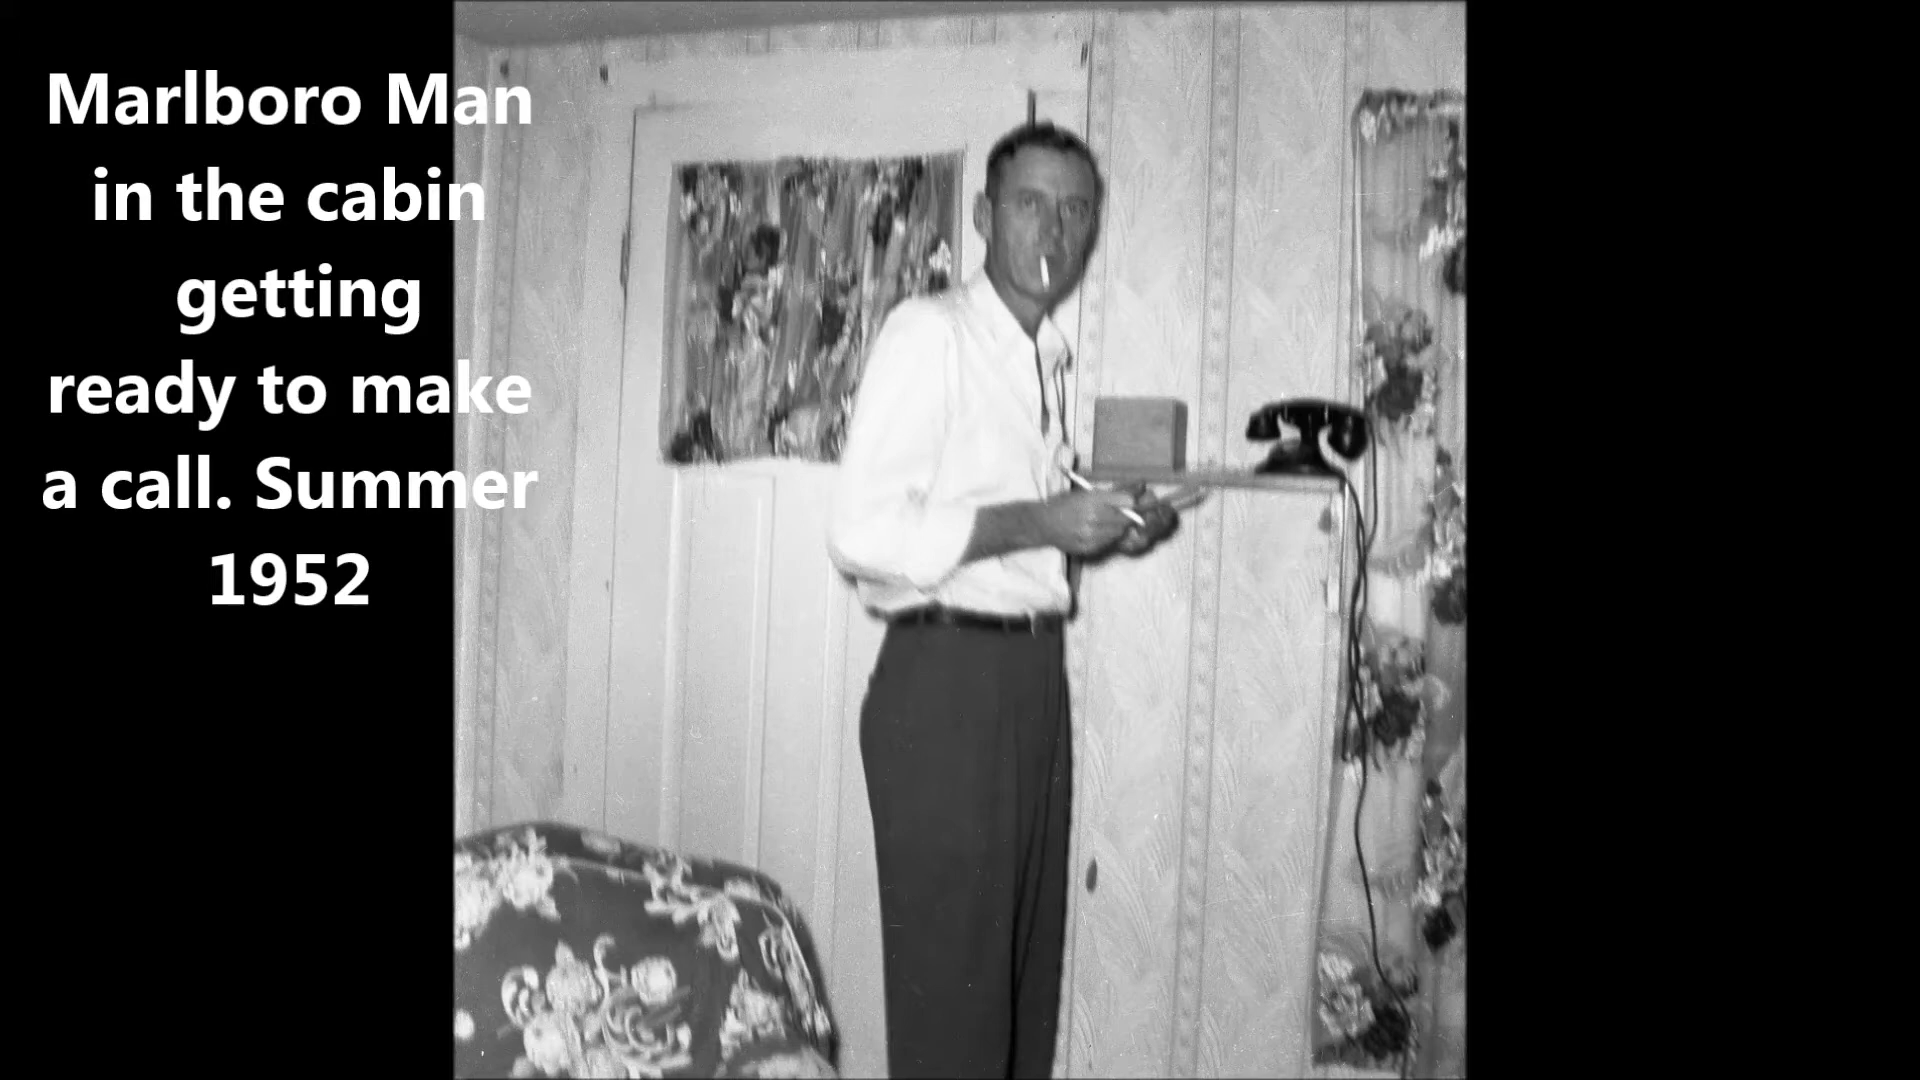 Marlboro Man
in the cabin
getting
ready to make
a call. Summer
1952